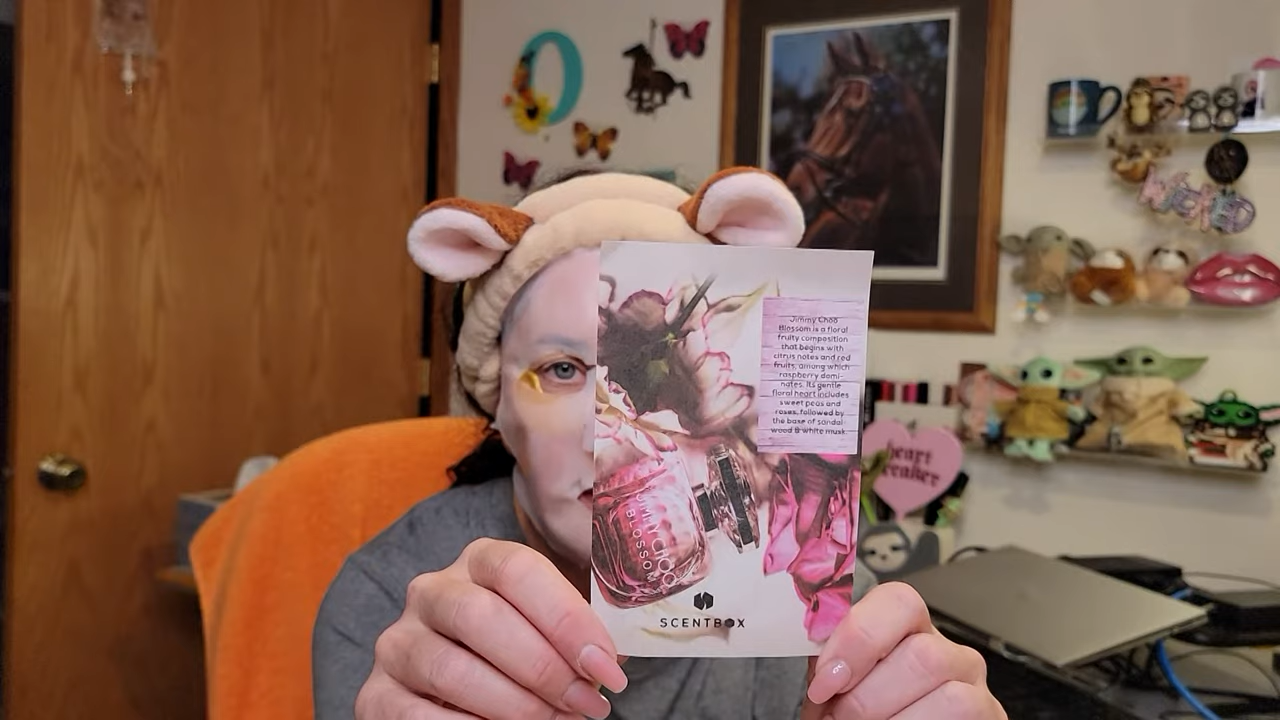 WICKED
Jimmy Choo
Blossom is a floral
fruity composition
that begins with
citrus notes and red
fruits, among which
raspberry domi-
nates. Its gentle
floral heart includes
sweet peas and
roses, followed by
the base of sandal-
wood & white musk.
heart
breaker
JIMMY CHOO
BLOSSOM
SCENTBOX